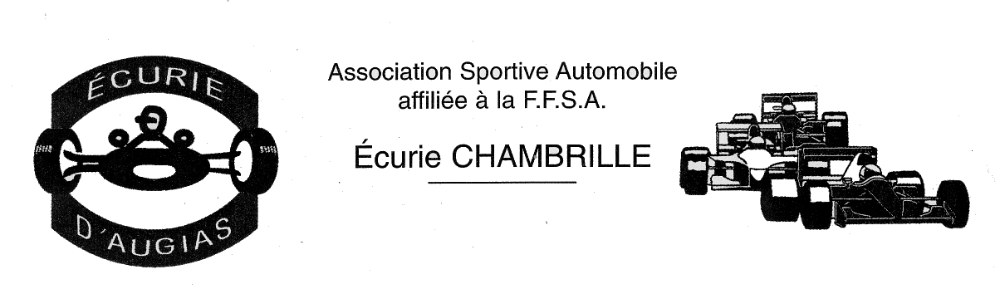 ÉCURIE
D'AUGIAS
Association Sportive Automobile
affiliée à la F.F.S.A.
Écurie CHAMBRILLE